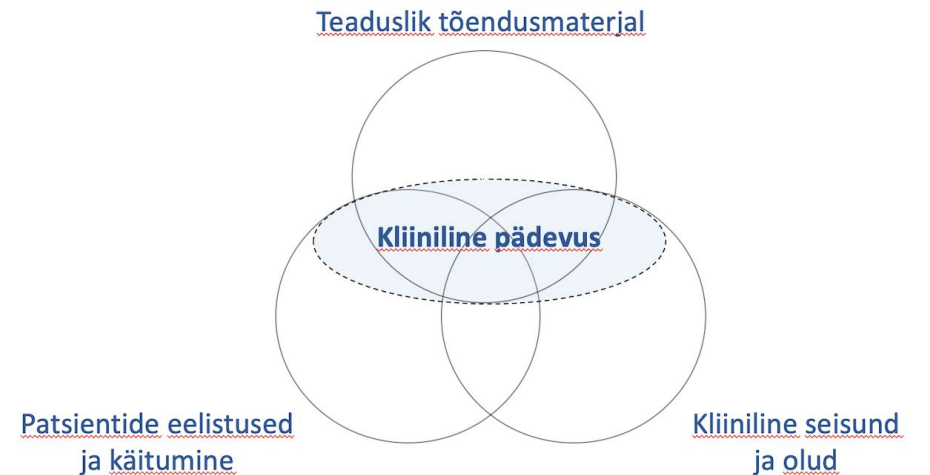 Teaduslik tõendusmaterjal
Kliiniline pädevus
Patsientide eelistused
ja käitumine
Kliiniline seisund
ja olud